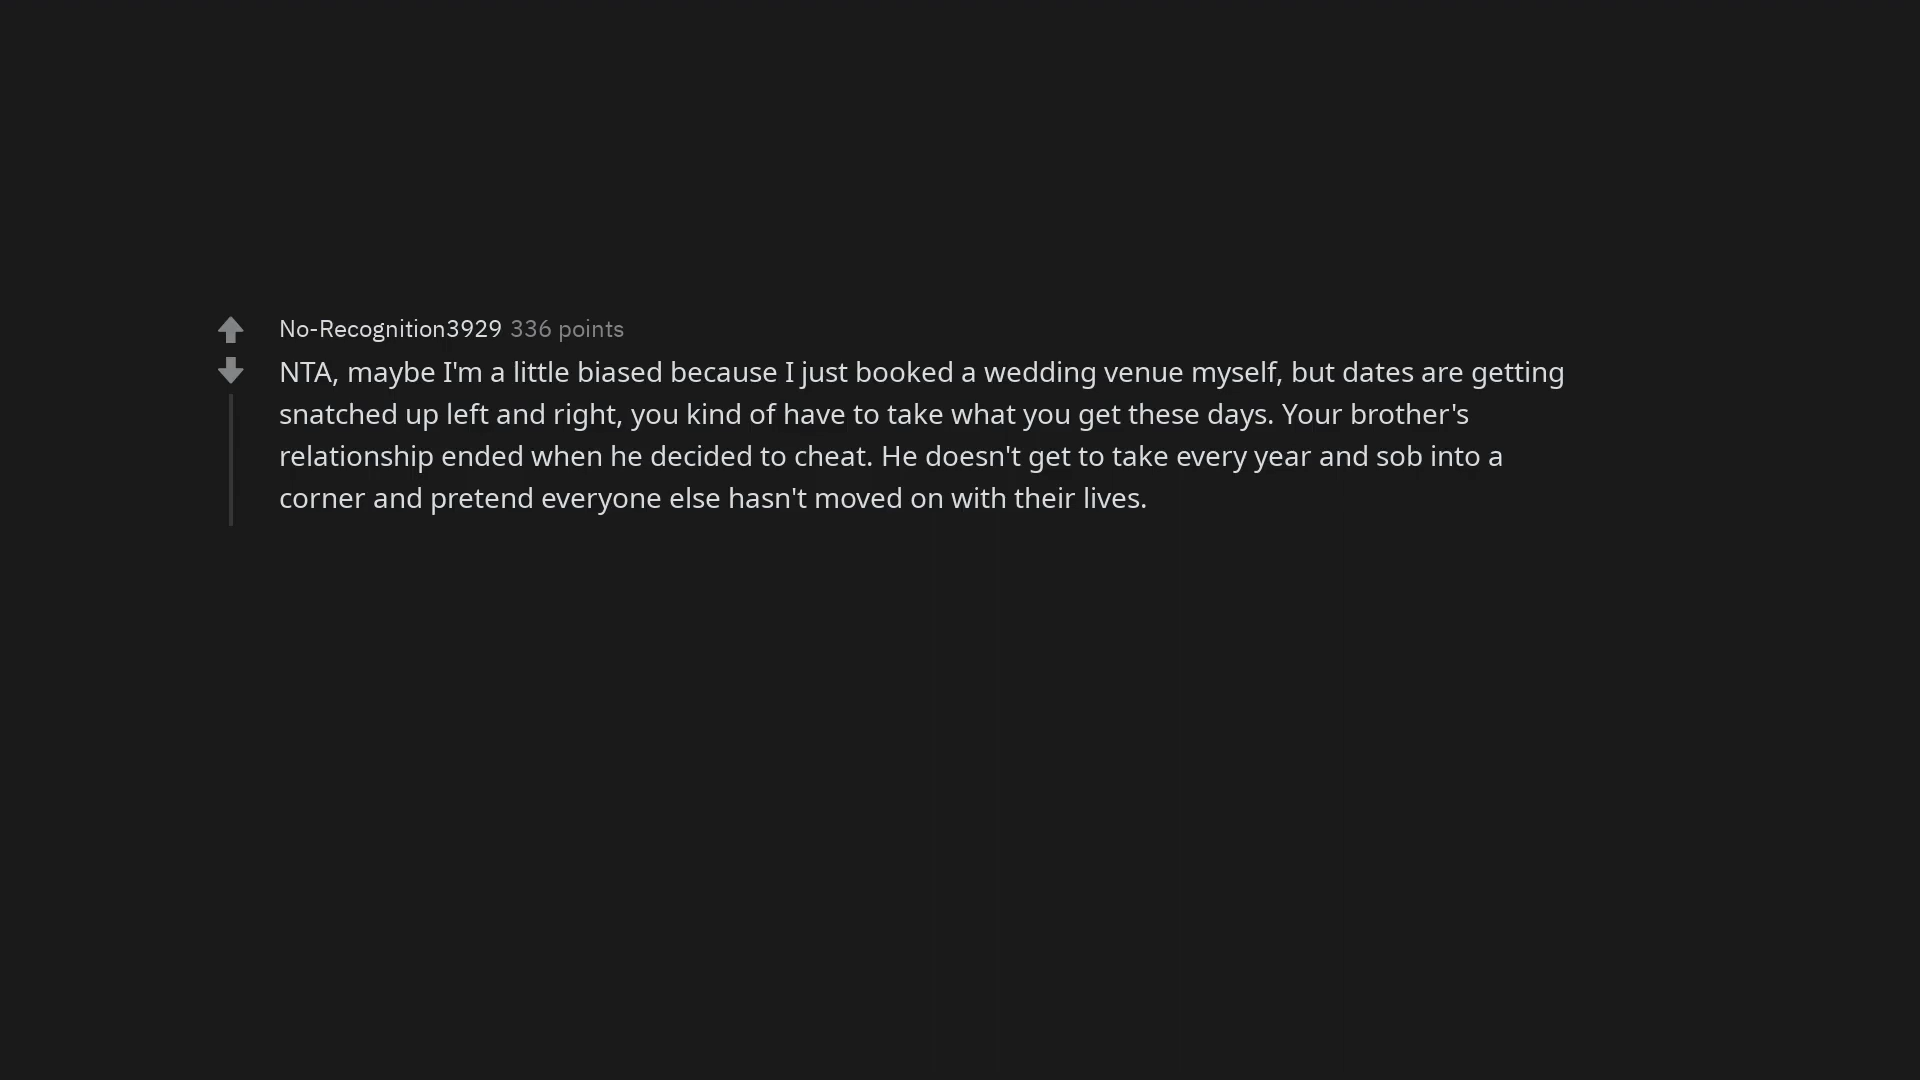 No-Recognition3929 336 points
NTA, maybe I'm a little biased because I just booked a wedding venue myself, but dates are getting
snatched up left and right, you kind of have to take what you get these days. Your brother's
relationship ended when he decided to cheat. He doesn't get to take every year and sob into a
corner and pretend everyone else hasn't moved on with their lives.